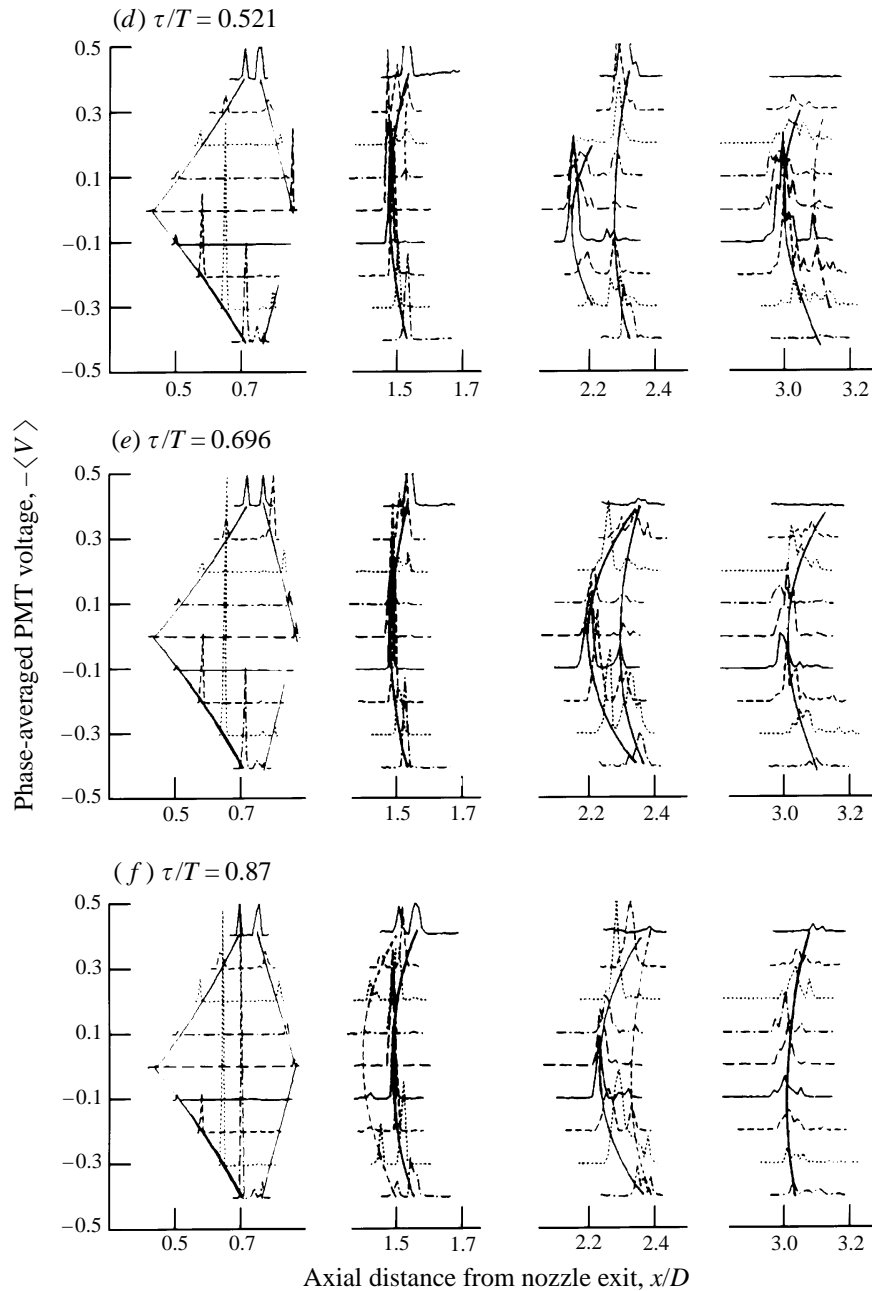 (d) τ/T = 0.521
0.5
0.3
0.1
−0.1
−0.3
−0.5
0.5 0.7 1.5 1.7 2.2 2.4 3.0 3.2
(e) τ/T = 0.696
0.5
0.3
0.1
−0.1
−0.3
−0.5
0.5 0.7 1.5 1.7 2.2 2.4 3.0 3.2
Phase-averaged PMT voltage, −⟨V⟩
(f) τ/T = 0.87
0.5
0.3
0.1
−0.1
−0.3
−0.5
0.5 0.7 1.5 1.7 2.2 2.4 3.0 3.2
Axial distance from nozzle exit, x/D